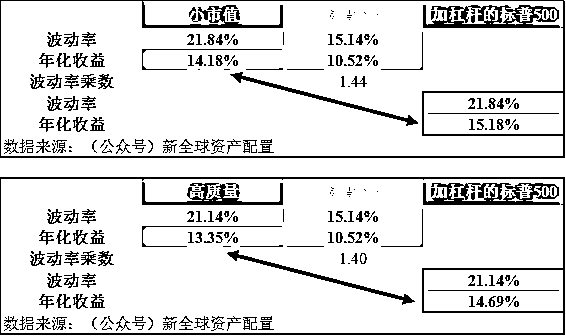 小市值 加杠杆的标普500
波动率 21.84% 15.14%
年化收益 14.18% 10.52%
波动率乘数 1.44
波动率 21.84%
年化收益 15.18%
数据来源：（公众号）新全球资产配置
高质量 加杠杆的标普500
波动率 21.14% 15.14%
年化收益 13.35% 10.52%
波动率乘数 1.40
波动率 21.14%
年化收益 14.69%
数据来源：（公众号）新全球资产配置